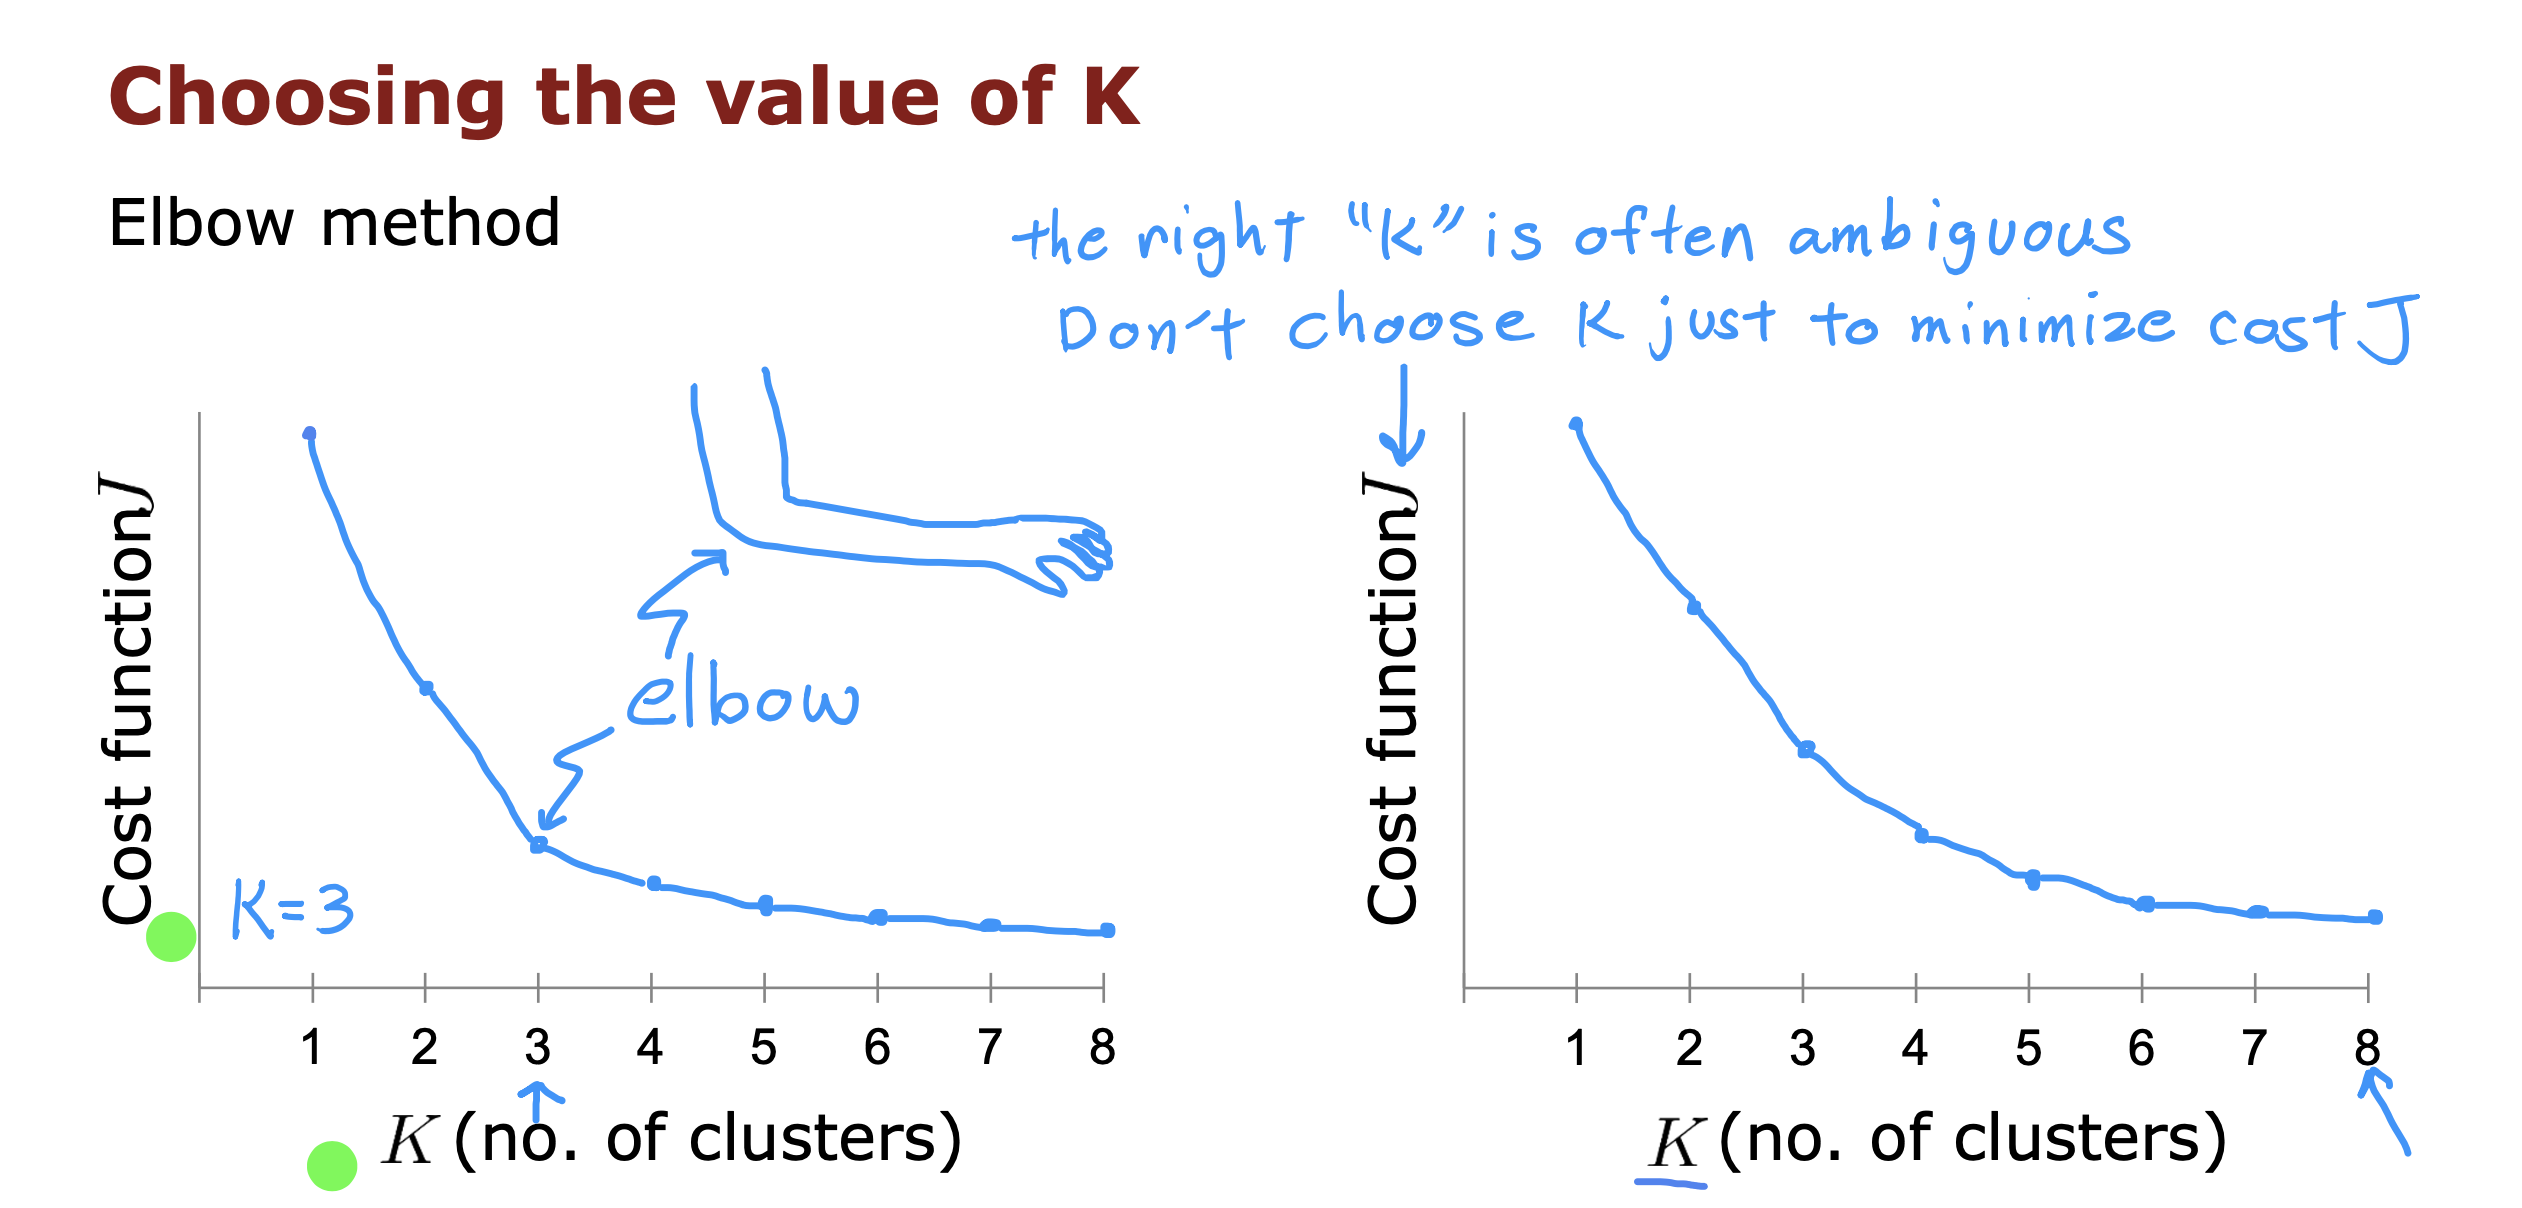 Choosing the value of K
Elbow method
the right "K" is often ambiguous
Don't choose K just to minimize cost J
Cost function J
elbow
K=3
1 2 3 4 5 6 7 8
K (no. of clusters)
Cost function J
1 2 3 4 5 6 7 8
K (no. of clusters)